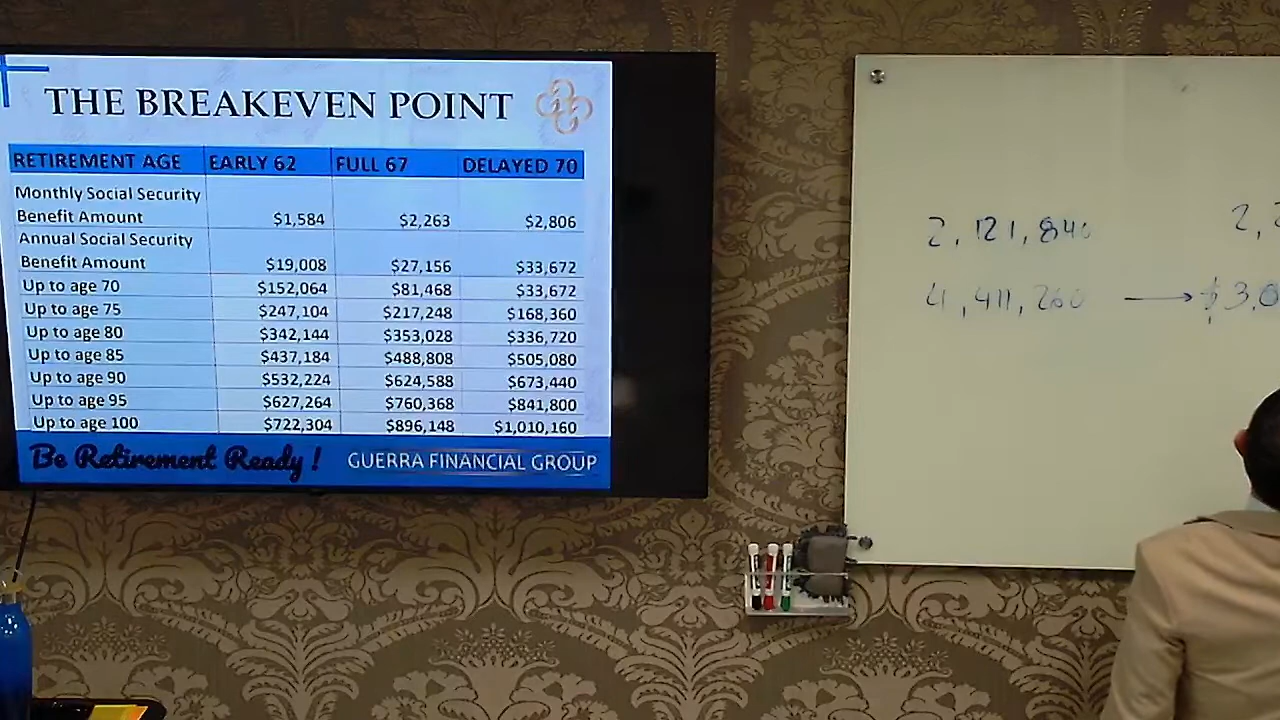 THE BREAKEVEN POINT
RETIREMENT AGE EARLY 62 FULL 67 DELAYED 70
Monthly Social Security
Benefit Amount $1,584 $2,263 $2,806
Annual Social Security
Benefit Amount $19,008 $27,156 $33,672
Up to age 70 $152,064 $81,468 $33,672
Up to age 75 $247,104 $217,248 $168,360
Up to age 80 $342,144 $353,028 $336,720
Up to age 85 $437,184 $488,808 $505,080
Up to age 90 $532,224 $624,588 $673,440
Up to age 95 $627,264 $760,368 $841,800
Up to age 100 $722,304 $896,148 $1,010,160
Be Retirement Ready ! GUERRA FINANCIAL GROUP
2,121,840
4,411,260